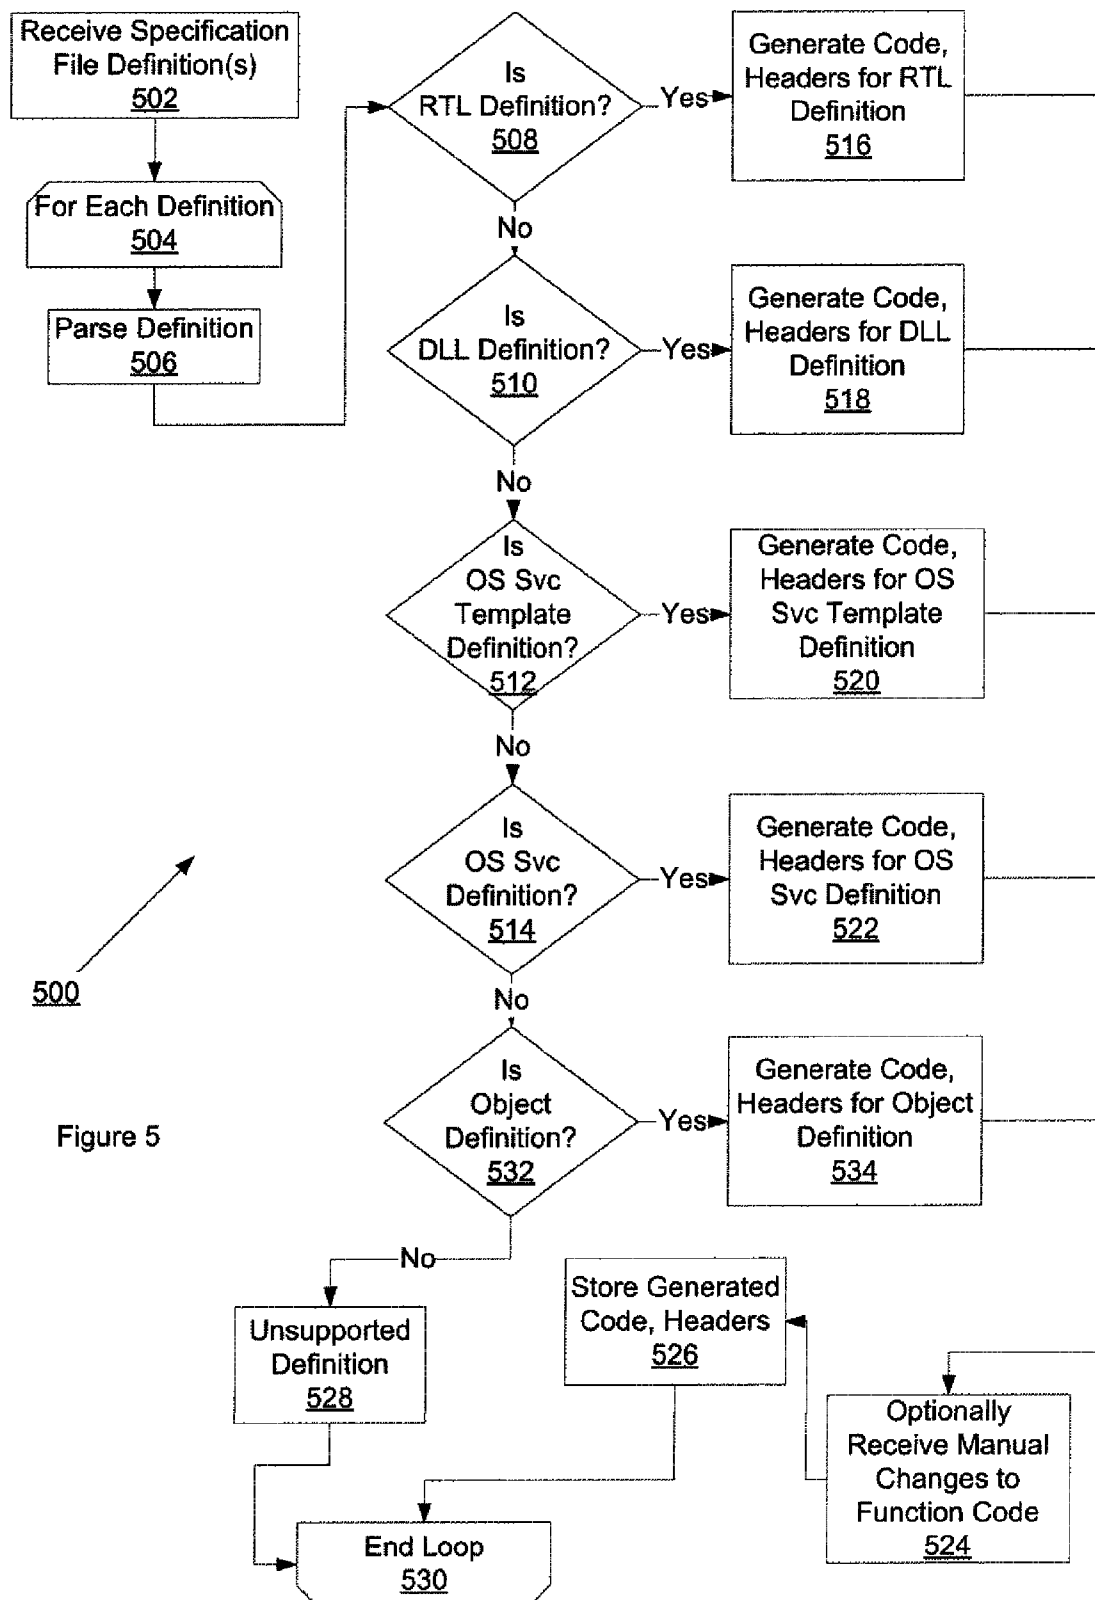 Receive Specification
File Definition(s)
502
For Each Definition
504
Parse Definition
506
Is
RTL Definition?
508
Yes
Generate Code,
Headers for RTL
Definition
516
No
Is
DLL Definition?
510
Yes
Generate Code,
Headers for DLL
Definition
518
No
Is
OS Svc
Template
Definition?
512
Yes
Generate Code,
Headers for OS
Svc Template
Definition
520
No
Is
OS Svc
Definition?
514
Yes
Generate Code,
Headers for OS
Svc Definition
522
No
500
Is
Object
Definition?
532
Yes
Generate Code,
Headers for Object
Definition
534
Figure 5
No
Unsupported
Definition
528
Store Generated
Code, Headers
526
Optionally
Receive Manual
Changes to
Function Code
524
End Loop
530